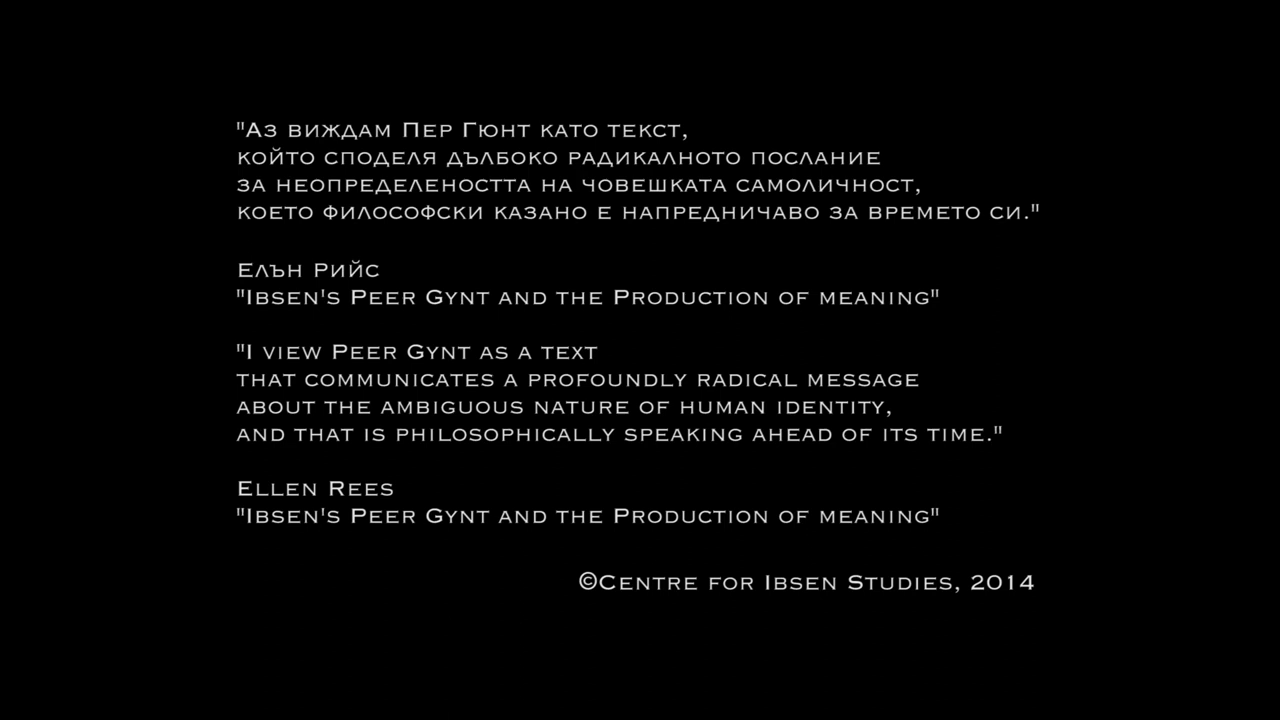 "Аз виждам Пер Гюнт като текст,
който споделя дълбоко радикалното послание
за неопределеността на човешката самоличност,
което философски казано е напредничаво за времето си."
Елън Рийс
"Ibsen's Peer Gynt and the Production of meaning"
"I view Peer Gynt as a text
that communicates a profoundly radical message
about the ambiguous nature of human identity,
and that is philosophically speaking ahead of its time."
Ellen Rees
"Ibsen's Peer Gynt and the Production of meaning"
©Centre for Ibsen Studies, 2014